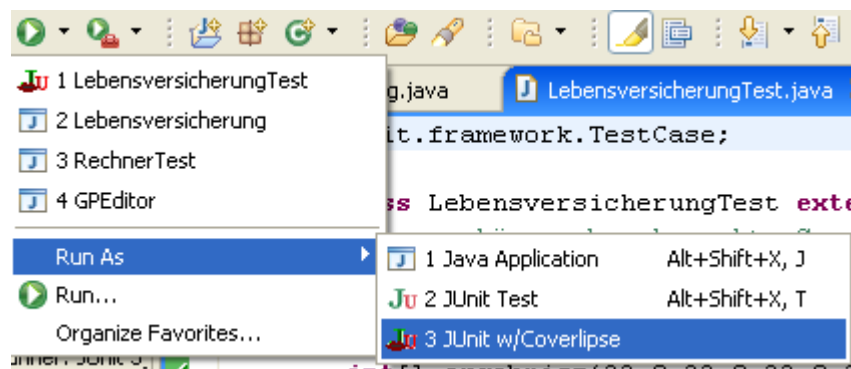 1 LebensversicherungTest
g.java
LebensversicherungTest.java
2 Lebensversicherung
it.framework.TestCase;
3 RechnerTest
4 GPEditor
ss LebensversicherungTest exte
Run As
1 Java Application Alt+Shift+X, J
Run...
2 JUnit Test Alt+Shift+X, T
Organize Favorites...
3 JUnit w/Coverlipse